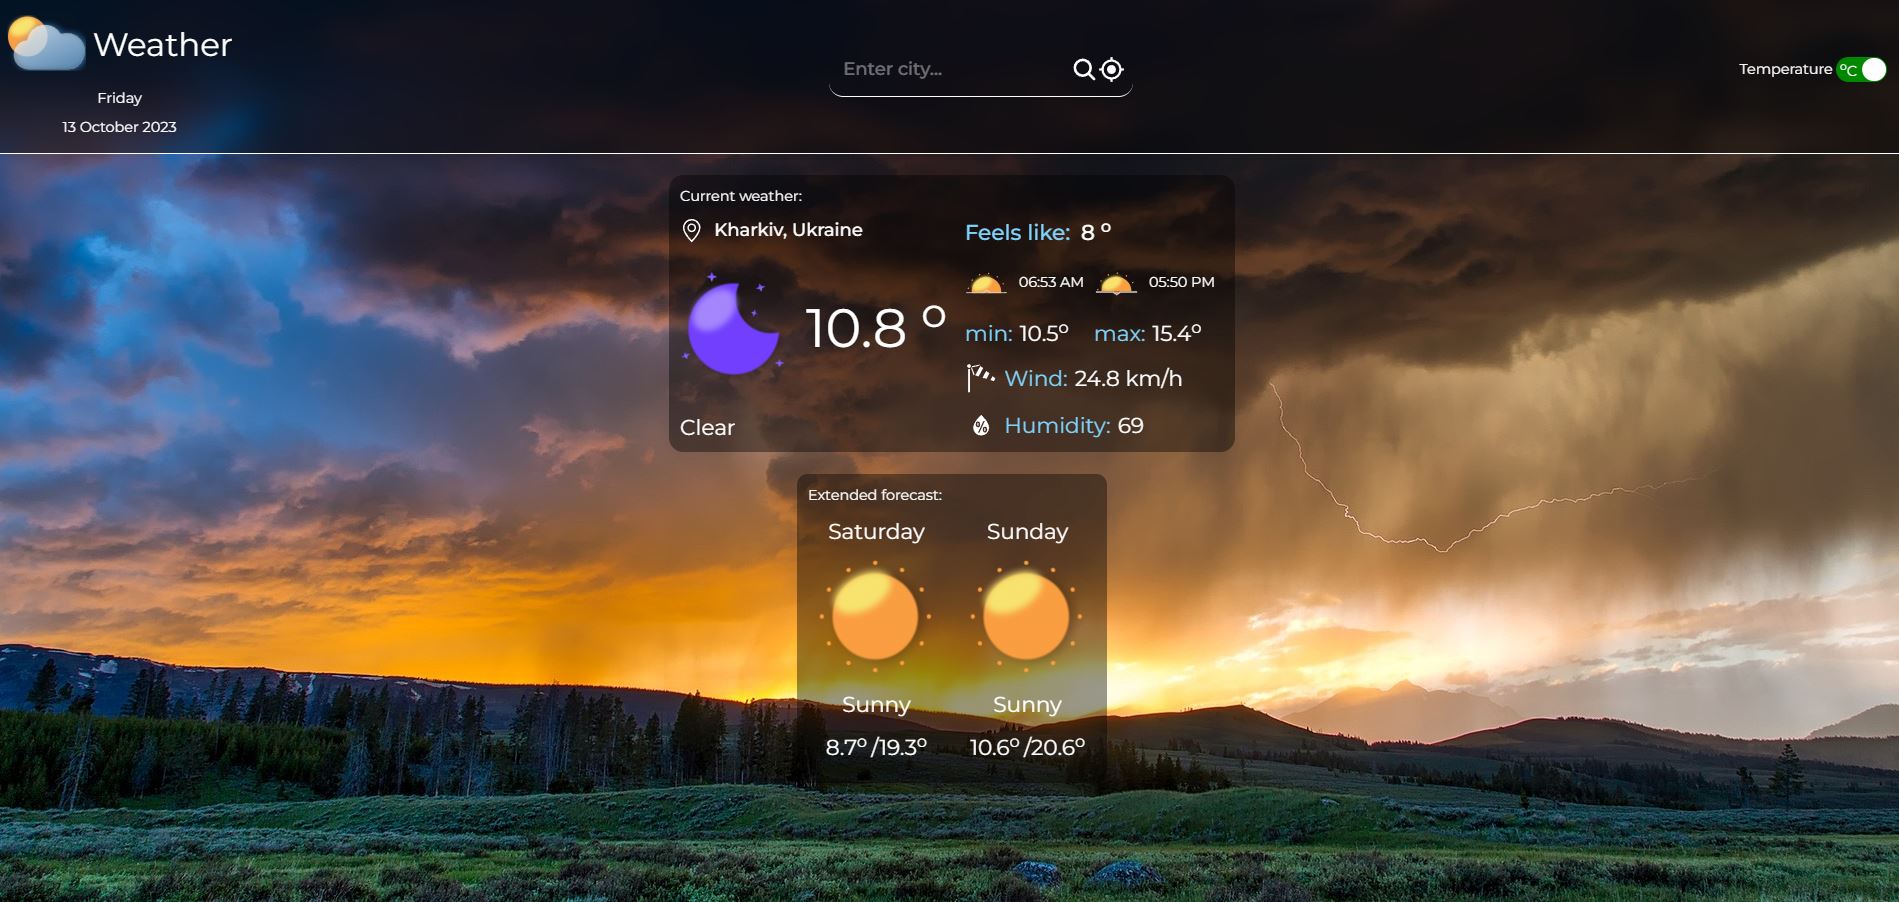 Weather
Friday
13 October 2023
Enter city...
Temperature °C
Current weather:
Kharkiv, Ukraine
10.8 °
Clear
Feels like: 8 °
06:53 AM 05:50 PM
min: 10.5° max: 15.4°
Wind: 24.8 km/h
% Humidity: 69
Extended forecast:
Saturday Sunday
Sunny Sunny
8.7° /19.3° 10.6° /20.6°